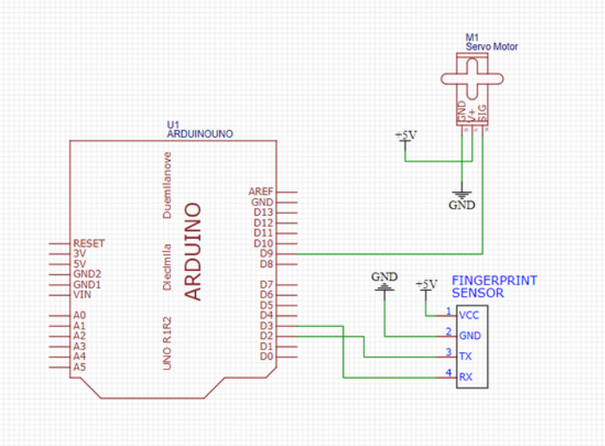 M1
Servo Motor
GND
V+
SIG
+5V
GND
U1
ARDUINOUNO
Duemilanove
Diecimila
UNO R1R2
ARDUINO
RESET
3V
5V
GND2
GND1
VIN
A0
A1
A2
A3
A4
A5
AREF
GND
D13
D12
D11
D10
D9
D8
D7
D6
D5
D4
D3
D2
D1
D0
GND
+5V
FINGERPRINT
SENSOR
1 VCC
2 GND
3 TX
4 RX